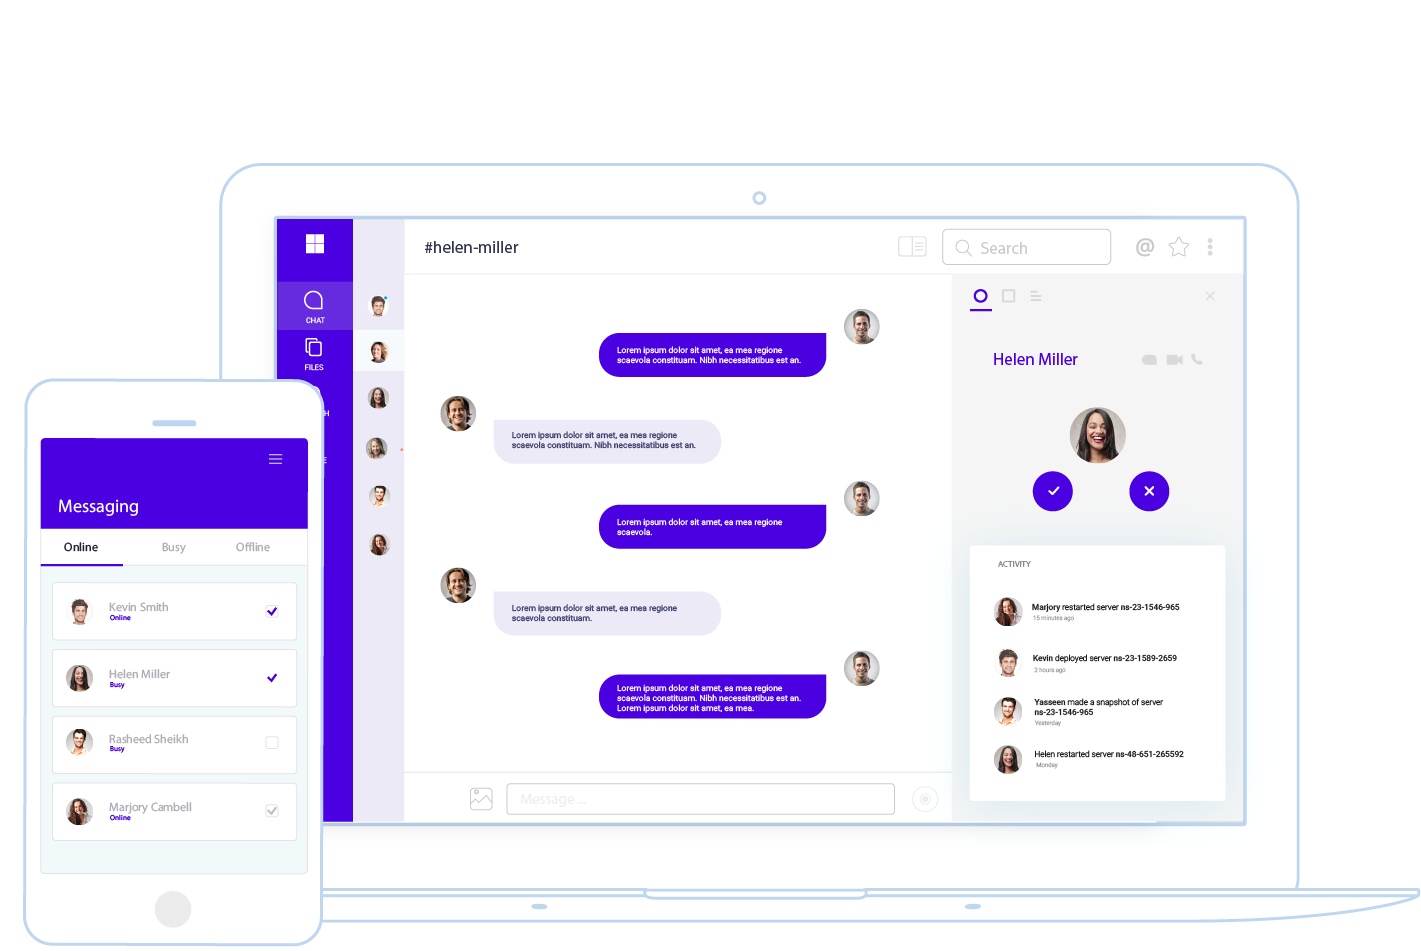 #helen-miller
Search
@
CHAT
FILES
H
E
Lorem ipsum dolor sit amet, ea mea regione
scaevola constituam. Nibh necessitatibus est an.
Lorem ipsum dolor sit amet, ea mea regione
scaevola constituam. Nibh necessitatibus est an.
Lorem ipsum dolor sit amet, ea mea regione
scaevola.
Lorem ipsum dolor sit amet, ea mea regione
scaevola constituam.
Lorem ipsum dolor sit amet, ea mea regione
scaevola constituam. Nibh necessitatibus est an.
Lorem ipsum dolor sit amet, ea mea.
Message ...
Helen Miller
ACTIVITY
Marjory restarted server ns-23-1546-965
15 minutes ago
Kevin deployed server ns-23-1589-2659
2 hours ago
Yasseen made a snapshot of server
ns-23-1546-965
Yesterday
Helen restarted server ns-48-651-265592
Monday
Messaging
Online Busy Offline
Kevin Smith
Online
Helen Miller
Busy
Rasheed Sheikh
Busy
Marjory Cambell
Online